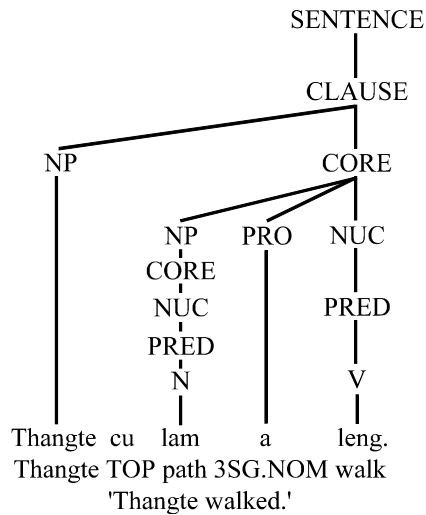 SENTENCE
CLAUSE
NP CORE
NP PRO NUC
CORE
NUC PRED
PRED
N V
Thangte cu lam a leng.
Thangte TOP path 3SG.NOM walk
'Thangte walked.'